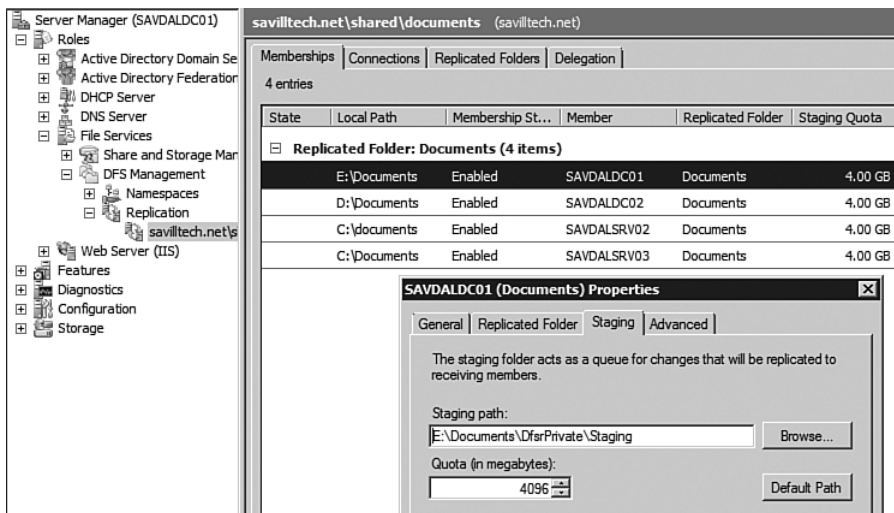 Server Manager (SAVDALDC01)
Roles
Active Directory Domain Se
Active Directory Federation
DHCP Server
DNS Server
File Services
Share and Storage Mar
DFS Management
Namespaces
Replication
savilltech.net\s
Web Server (IIS)
Features
Diagnostics
Configuration
Storage
savilltech.net\shared\documents (savilltech.net)
Memberships Connections Replicated Folders Delegation
4 entries
State Local Path Membership St... Member Replicated Folder Staging Quota
Replicated Folder: Documents (4 items)
E:\Documents Enabled SAVDALDC01 Documents 4.00 GB
D:\Documents Enabled SAVDALDC02 Documents 4.00 GB
C:\documents Enabled SAVDALSRV02 Documents 4.00 GB
C:\Documents Enabled SAVDALSRV03 Documents 4.00 GB
SAVDALDC01 (Documents) Properties
General Replicated Folder Staging Advanced
The staging folder acts as a queue for changes that will be replicated to
receiving members.
Staging path:
E:\Documents\DfsrPrivate\Staging Browse...
Quota (in megabytes):
4096 Default Path